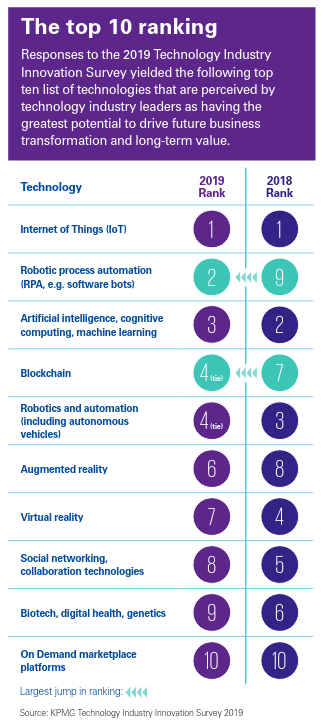 The top 10 ranking
Responses to the 2019 Technology Industry
Innovation Survey yielded the following top
ten list of technologies that are perceived by
technology industry leaders as having the
greatest potential to drive future business
transformation and long-term value.
Technology 2019 Rank 2018 Rank
Internet of Things (IoT) 1 1
Robotic process automation
(RPA, e.g. software bots) 2 9
Artificial intelligence, cognitive
computing, machine learning 3 2
Blockchain 4 (tie) 7
Robotics and automation
(including autonomous
vehicles) 4 (tie) 3
Augmented reality 6 8
Virtual reality 7 4
Social networking,
collaboration technologies 8 5
Biotech, digital health, genetics 9 6
On Demand marketplace
platforms 10 10
Largest jump in ranking:
Source: KPMG Technology Industry Innovation Survey 2019